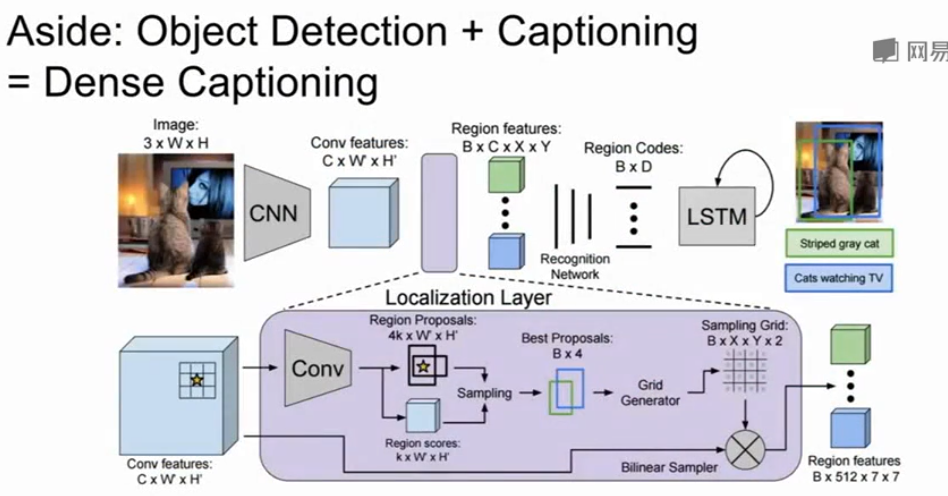 Aside: Object Detection + Captioning
= Dense Captioning
网易
Image:
3 x W x H
Conv features:
C x W' x H'
Region features:
B x C x X x Y
Region Codes:
B x D
CNN
LSTM
Recognition
Network
Striped gray cat
Cats watching TV
Localization Layer
Region Proposals:
4k x W' x H'
Conv
Sampling
Region scores:
k x W' x H'
Best Proposals:
B x 4
Grid
Generator
Sampling Grid:
B x X x Y x 2
Bilinear Sampler
Conv features:
C x W' x H'
Region features
B x 512 x 7 x 7